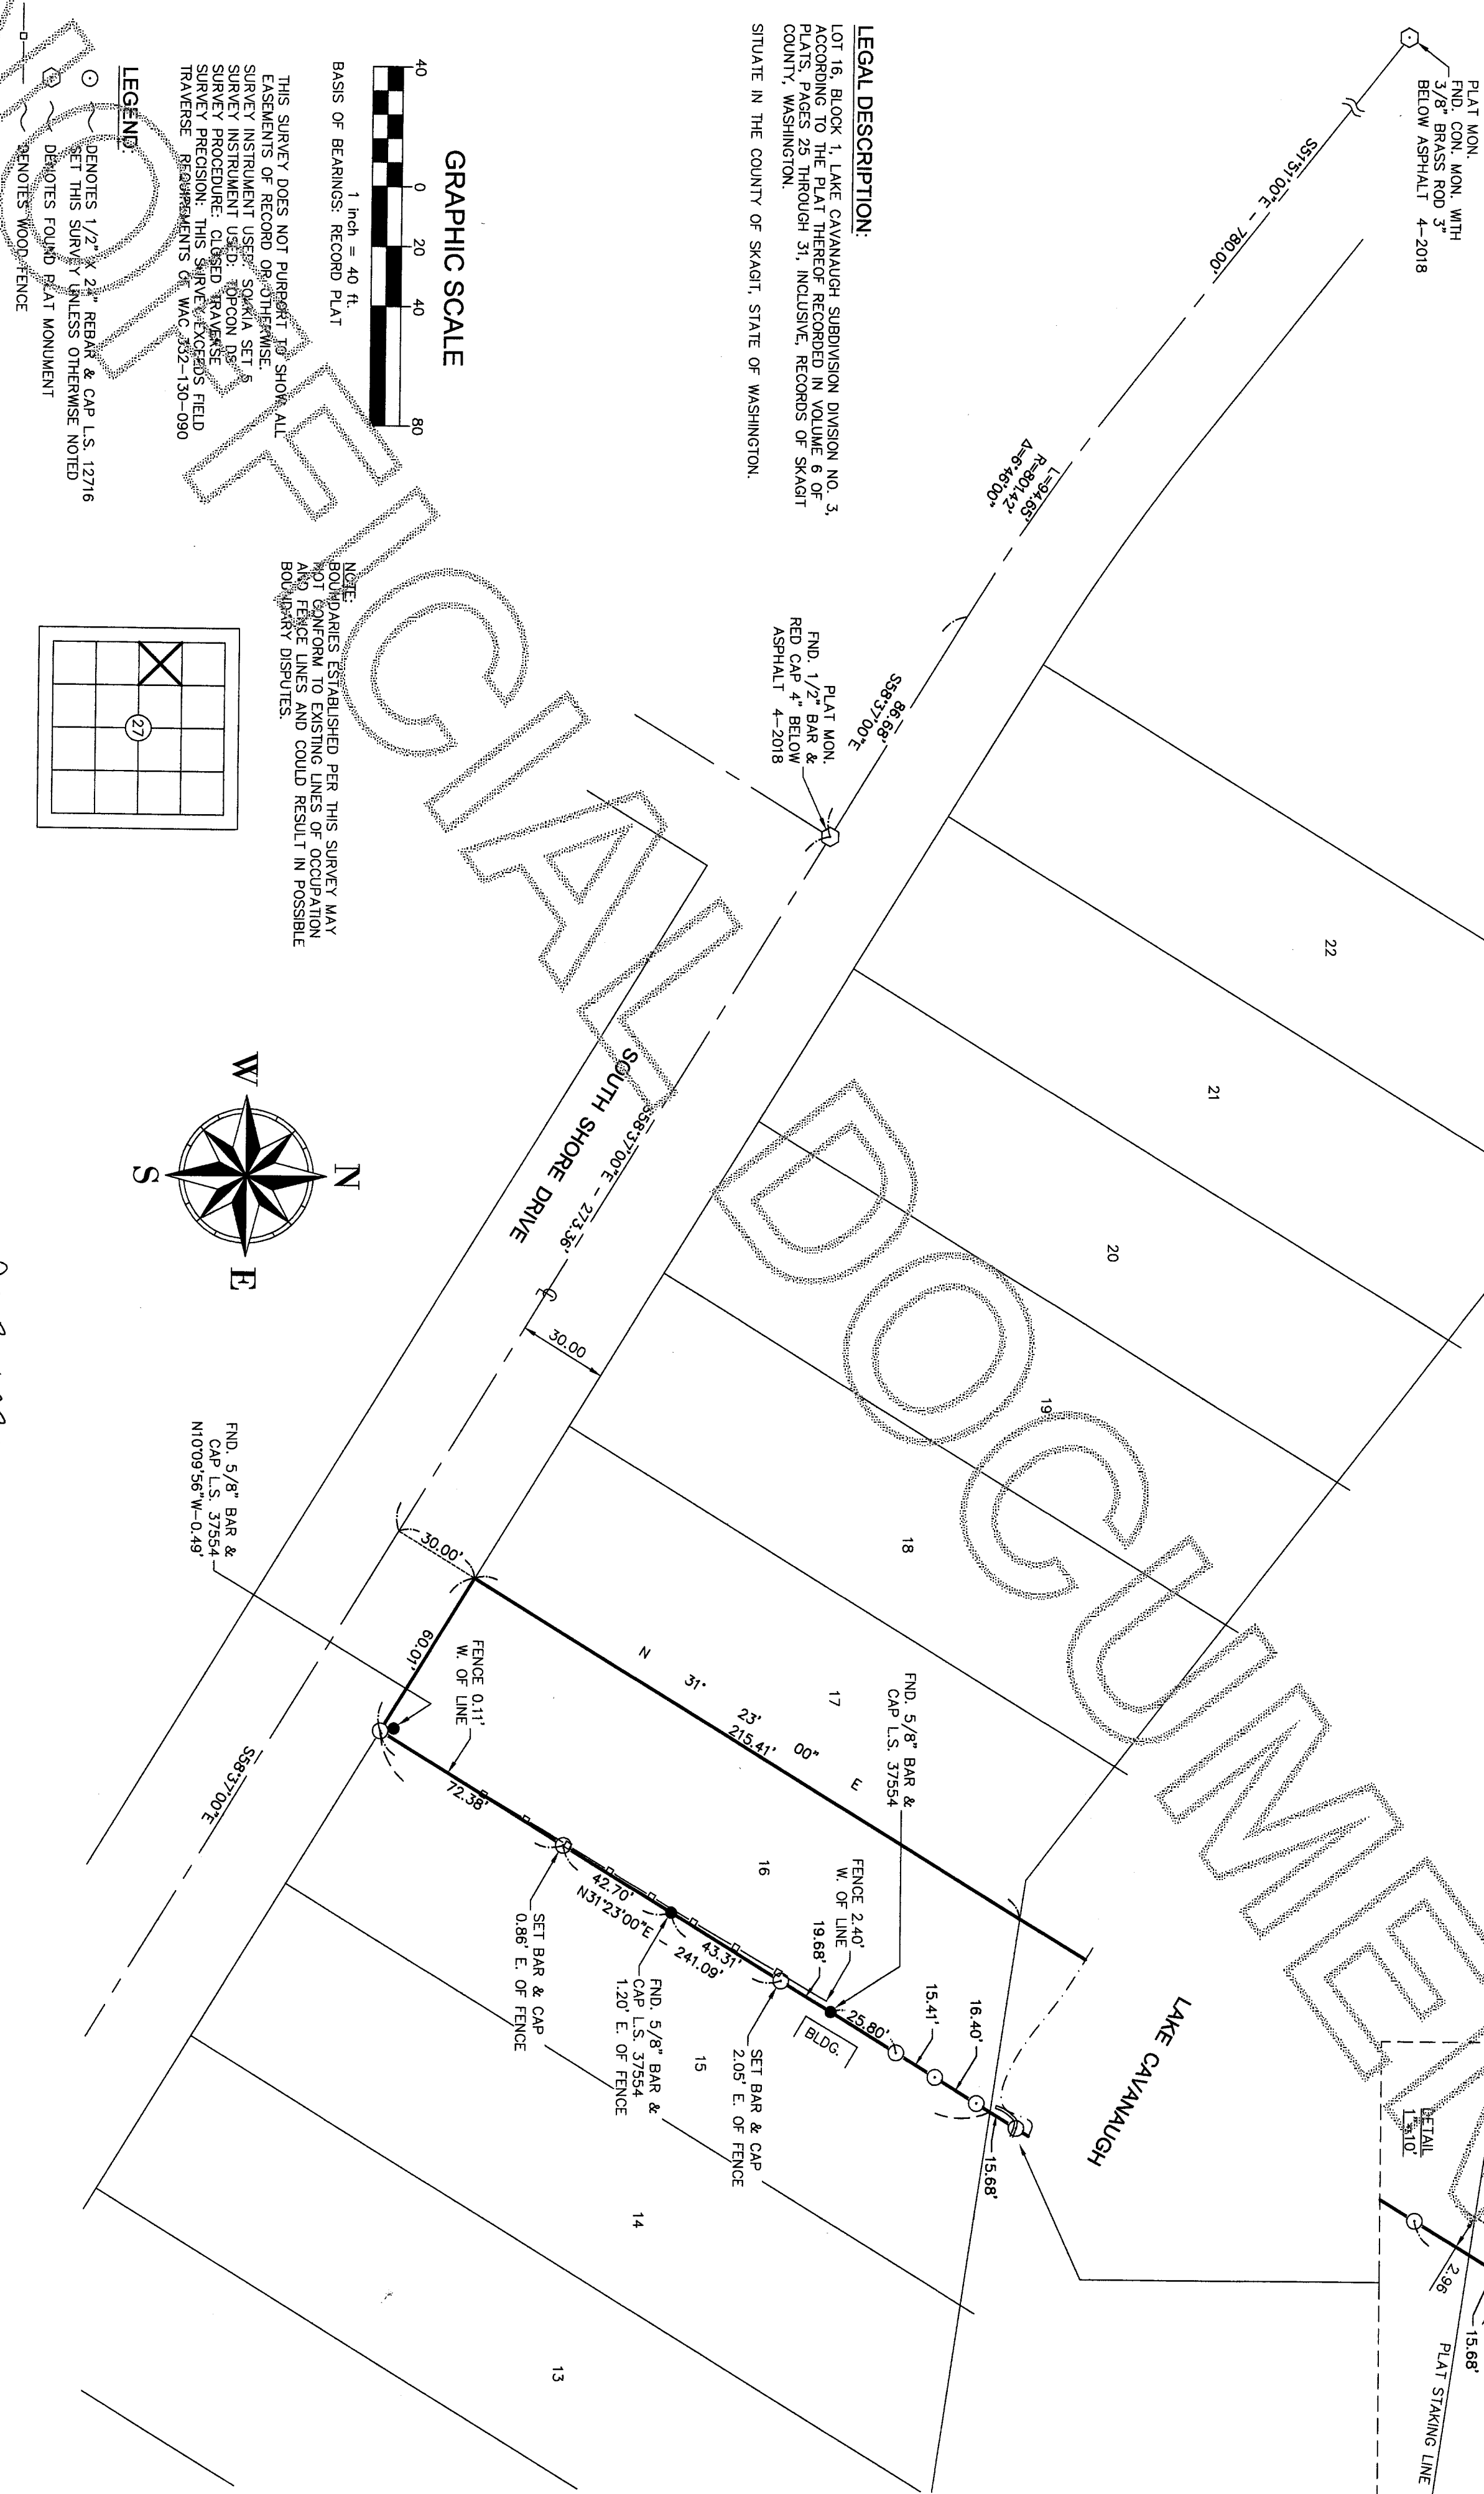 PLAT MON.
FND. CON. MON. WITH
3/8" BRASS ROD 3"
BELOW ASPHALT 4-2018
S51°51'00"E - 780.00'
L=94.65'
R=801.42'
Δ=6°46'00"
86.68'
S58°37'00"E
PLAT MON.
FND. 1/2" BAR &
RED CAP 4" BELOW
ASPHALT 4-2018
LEGAL DESCRIPTION:
LOT 16, BLOCK 1, LAKE CAVANAUGH SUBDIVISION DIVISION NO. 3,
ACCORDING TO THE PLAT THEREOF RECORDED IN VOLUME 6 OF
PLATS, PAGES 25 THROUGH 31, INCLUSIVE, RECORDS OF SKAGIT
COUNTY, WASHINGTON.
SITUATE IN THE COUNTY OF SKAGIT, STATE OF WASHINGTON.
GRAPHIC SCALE
40 0 20 40 80
1 inch = 40 ft.
BASIS OF BEARINGS: RECORD PLAT
THIS SURVEY DOES NOT PURPORT TO SHOW ALL
EASEMENTS OF RECORD OR OTHERWISE.
SURVEY INSTRUMENT USED: SOKKIA SET 5
SURVEY INSTRUMENT USED: TOPCON DS
SURVEY PROCEDURE: CLOSED TRAVERSE
SURVEY PRECISION: THIS SURVEY EXCEEDS FIELD
TRAVERSE REQUIREMENTS OF WAC 332-130-090
LEGEND:
DENOTES 1/2" X 24" REBAR & CAP L.S. 12716
SET THIS SURVEY UNLESS OTHERWISE NOTED
DENOTES FOUND PLAT MONUMENT
DENOTES WOOD FENCE
NOTE:
BOUNDARIES ESTABLISHED PER THIS SURVEY MAY
NOT CONFORM TO EXISTING LINES OF OCCUPATION
AND FENCE LINES AND COULD RESULT IN POSSIBLE
BOUNDARY DISPUTES.
27
N
W
E
S
22
21
20
19
18
17
16
15
14
13
SOUTH SHORE DRIVE
S58°37'00"E - 273.36'
30.00
30.00'
60.01'
S58°37'00"E
FND. 5/8" BAR &
CAP L.S. 37554
N10°09'56"W-0.49'
FENCE 0.11'
W. OF LINE
N 31° 23' 00" E
215.41'
FND. 5/8" BAR &
CAP L.S. 37554
FENCE 2.40'
W. OF LINE
72.38'
42.70'
N31°23'00"E - 241.09'
43.31'
19.68'
25.80'
15.41'
16.40'
15.68'
BLDG.
SET BAR & CAP
0.86' E. OF FENCE
FND. 5/8" BAR &
CAP L.S. 37554
1.20' E. OF FENCE
SET BAR & CAP
2.05' E. OF FENCE
LAKE CAVANAUGH
DETAIL
1"=10'
2.96
15.68'
PLAT STAKING LINE